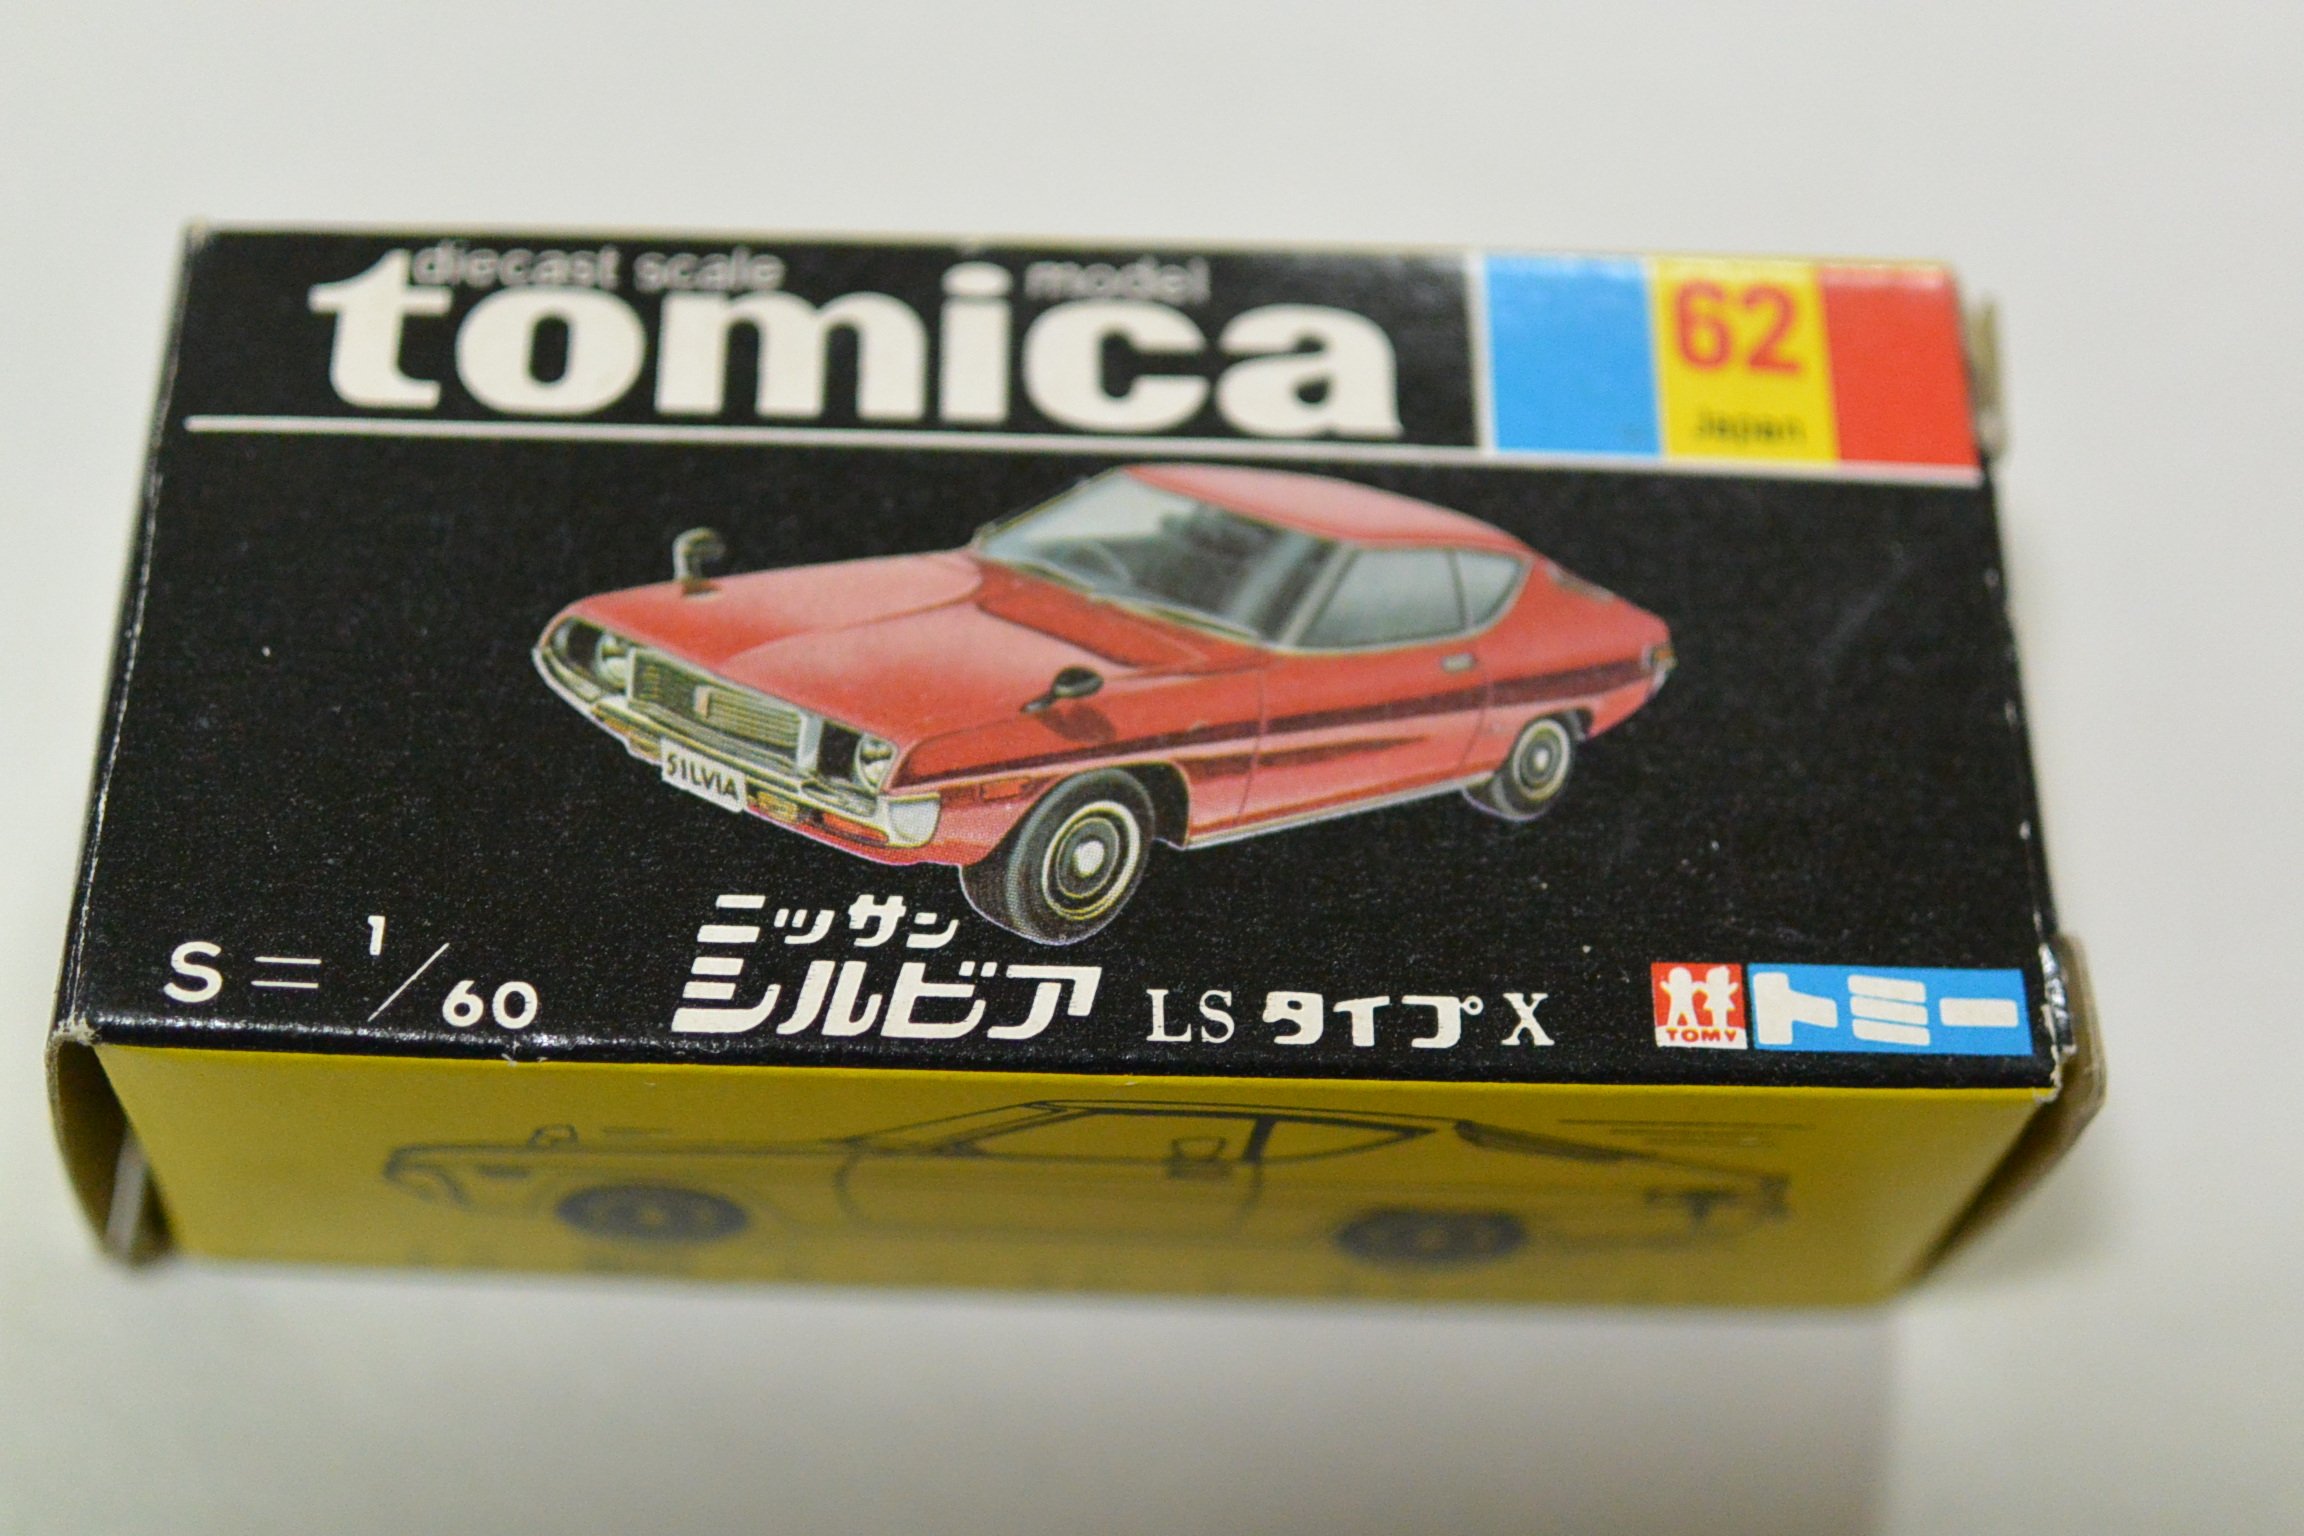 diecast scale model
tomica
62
Japan
SILVIA
S=1/60
ニッサン
シルビア LS タイプ X
TOMY
トミー